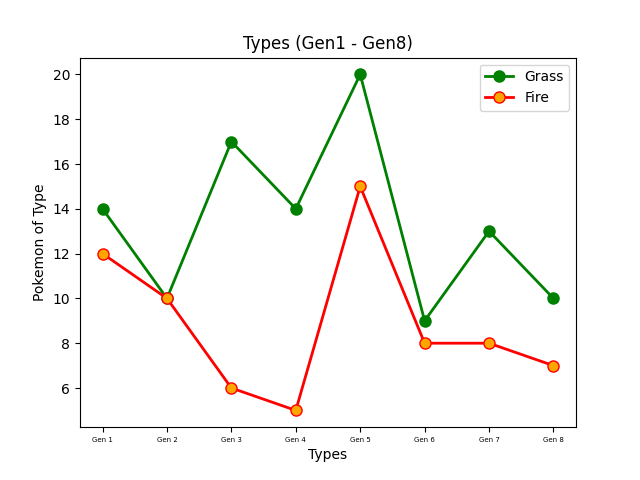 Types (Gen1 - Gen8)
Grass
Fire
Pokemon of Type
20
18
16
14
12
10
8
6
Gen 1 Gen 2 Gen 3 Gen 4 Gen 5 Gen 6 Gen 7 Gen 8
Types